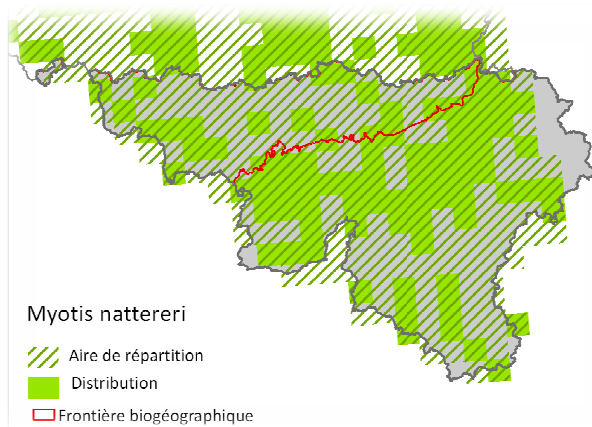 Myotis nattereri
Aire de répartition
Distribution
Frontière biogéographique